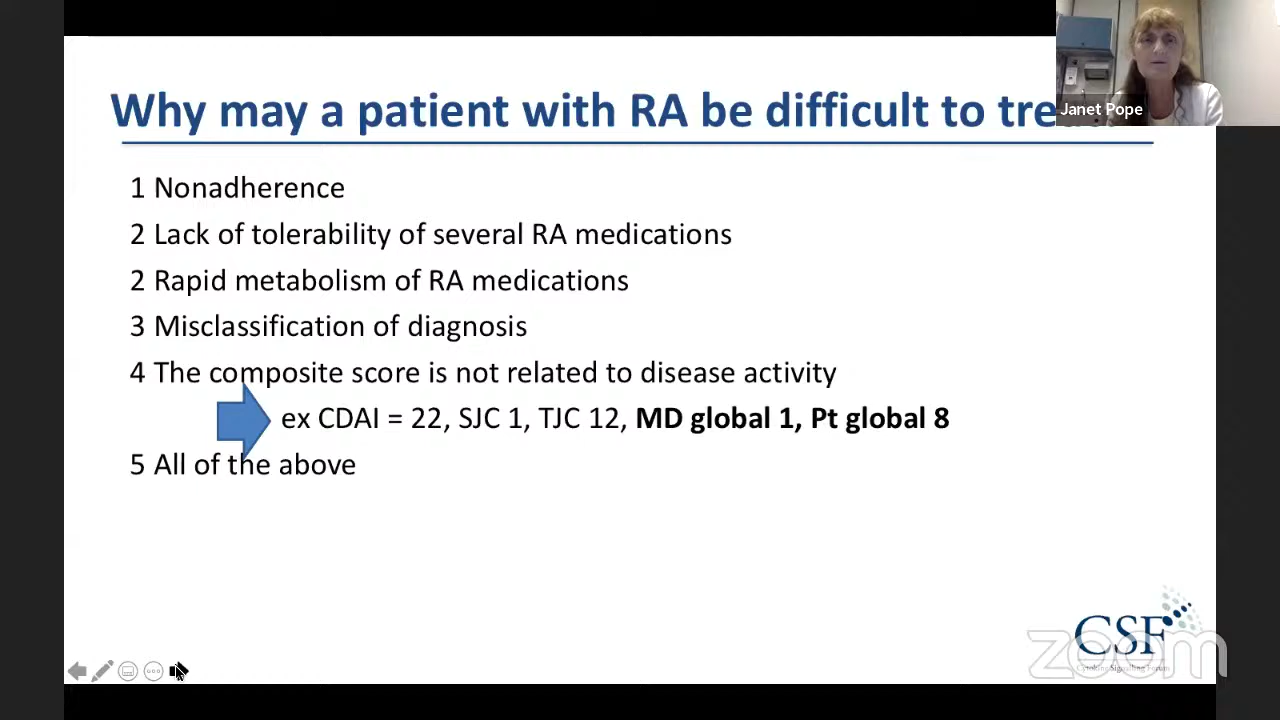 Why may a patient with RA be difficult to tre
Janet Pope
1 Nonadherence
2 Lack of tolerability of several RA medications
2 Rapid metabolism of RA medications
3 Misclassification of diagnosis
4 The composite score is not related to disease activity
ex CDAI = 22, SJC 1, TJC 12, MD global 1, Pt global 8
5 All of the above
CSF
zoom
Cytokine Signalling Forum